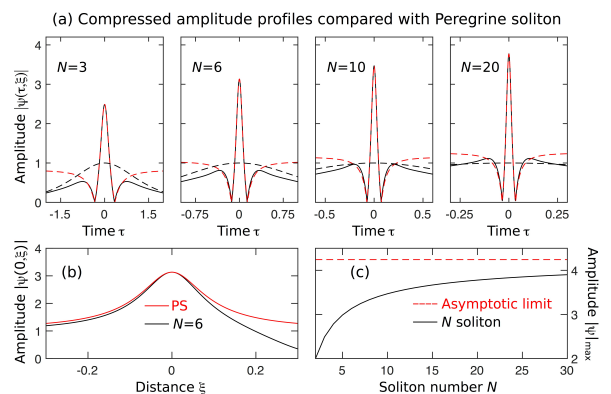 (a) Compressed amplitude profiles compared with Peregrine soliton
Amplitude |ψ(τ,ξ)|
4
3
2
1
0
N=3
N=6
N=10
N=20
-1.5 0 1.5
-0.75 0 0.75
-0.5 0 0.5
-0.25 0 0.25
Time τ
Time τ
Time τ
Time τ
Amplitude |ψ(0,ξ)|
4
3
2
1
0
(b)
PS
N=6
-0.2 0 0.2
Distance ξ
(c)
Asymptotic limit
N soliton
4
3
2
5 10 15 20 25 30
Soliton number N
Amplitude |ψ|max